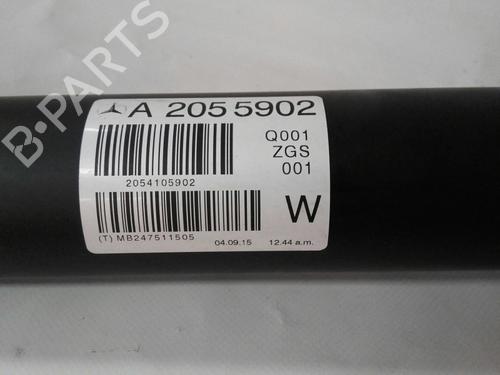 B-PARTS
A 205 5902
Q001
ZGS
001
2054105902
W
(T) MB247511505
04.09.15
12.44 a.m.